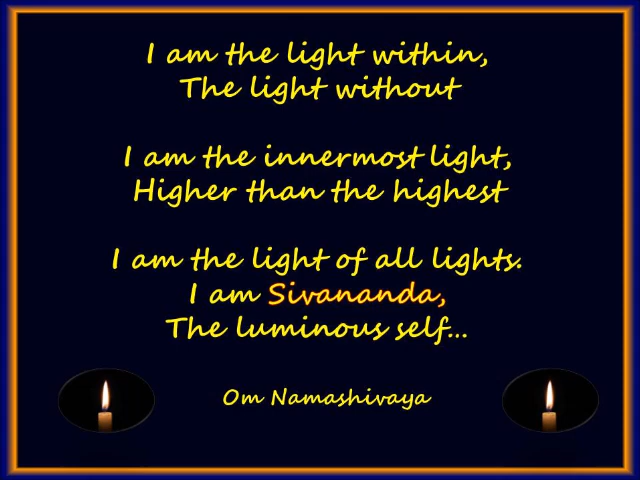 I am the light within,
The light without
I am the innermost light,
Higher than the highest
I am the light of all lights.
I am Sivananda,
The luminous self...
Om Namashivaya